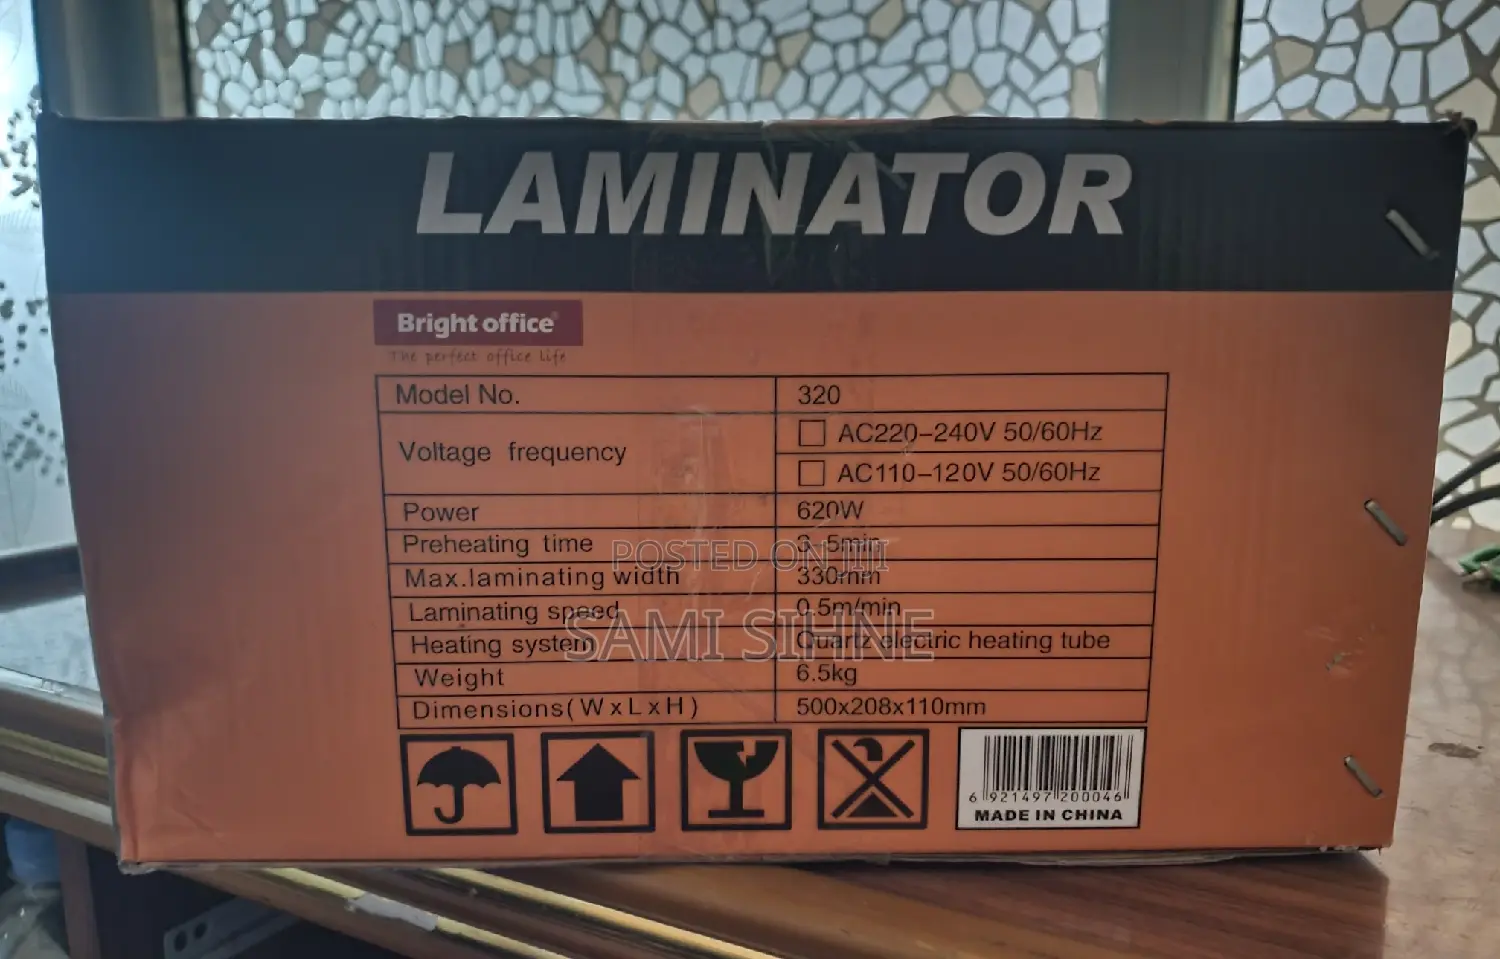 LAMINATOR
Bright office
The perfect office life
Model No. 320
Voltage frequency
AC220–240V 50/60Hz
AC110–120V 50/60Hz
Power 620W
Preheating time 3–5min
Max.laminating width 330mm
Laminating speed 0.5m/min
Heating system Quartz electric heating tube
Weight 6.5kg
Dimensions(WxLxH) 500x208x110mm
6 921497 200046
MADE IN CHINA
POSTED ON
SAMI SIHNE